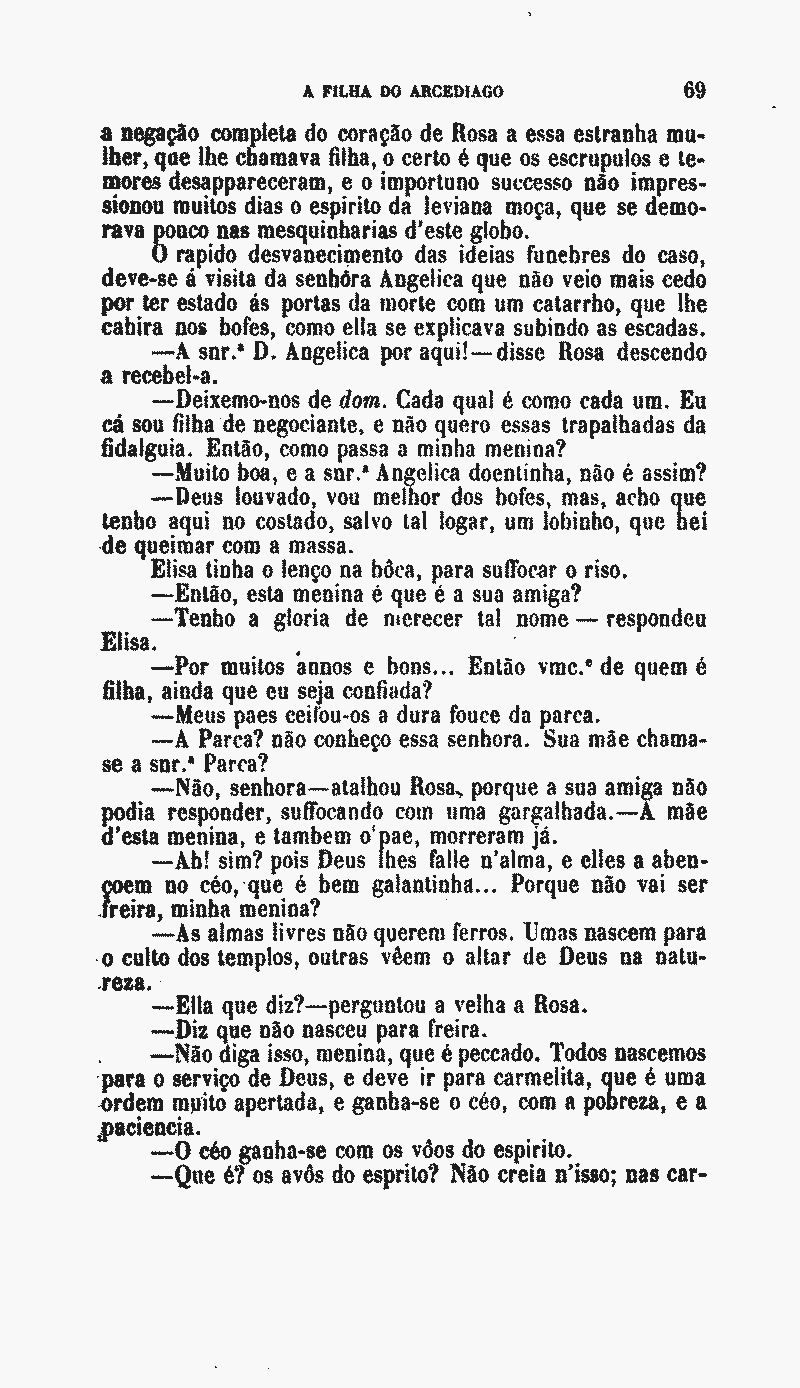 A FILHA DO ARCEDIAGO 69
a negação completa do coração de Rosa a essa estranha mu-
lher, que lhe chamava filha, o certo é que os escrupulos e te-
mores desappareceram, e o importuno successo não impres-
sionou muitos dias o espirito da leviana moça, que se demo-
rava pouco nas mesquinharias d'este globo.
O rapido desvanecimento das ideias funebres do caso,
deve-se á visita da senhóra Angelica que não veio mais cedo
por ter estado ás portas da morte com um catarrho, que lhe
cahira nos bofes, como ella se explicava subindo as escadas.
—A snr.ª D. Angelica por aqui!—disse Rosa descendo
a recebel-a.
—Deixemo-nos de dom. Cada qual é como cada um. Eu
cá sou filha de negociante, e não quero essas trapalhadas da
fidalguia. Então, como passa a minha menina?
—Muito boa, e a snr.ª Angelica doentinha, não é assim?
—Deus louvado, vou melhor dos bofes, mas, acho que
tenho aqui no costado, salvo tal logar, um lobinho, que hei
de queimar com a massa.
Elisa tinha o lenço na bôca, para suffocar o riso.
—Então, esta menina é que é a sua amiga?
—Tenho a gloria de merecer tal nome — respondeu
Elisa.
—Por muitos annos e bons... Então vmc.ᵉ de quem é
filha, ainda que eu seja confiada?
—Meus paes ceifou-os a dura fouce da parca.
—A Parca? não conheço essa senhora. Sua mãe chama-
se a snr.ª Parca?
—Não, senhora—atalhou Rosa, porque a sua amiga não
podia responder, suffocando com uma gargalhada.—A mãe
d'esta menina, e tambem o pae, morreram já.
—Ah! sim? pois Deus lhes falle n'alma, e elles a aben-
çoem no céo, que é bem galantinha... Porque não vai ser
freira, minha menina?
—As almas livres não querem ferros. Umas nascem para
o culto dos templos, outras vêem o altar de Deus na natu-
reza.
—Ella que diz?—perguntou a velha a Rosa.
—Diz que não nasceu para freira.
—Não diga isso, menina, que é peccado. Todos nascemos
para o serviço de Deus, e deve ir para carmelita, que é uma
ordem muito apertada, e ganha-se o céo, com a pobreza, e a
paciencia.
—O céo ganha-se com os vôos do espirito.
—Que é? os avôs do esprito? Não creia n'isso; nas car-